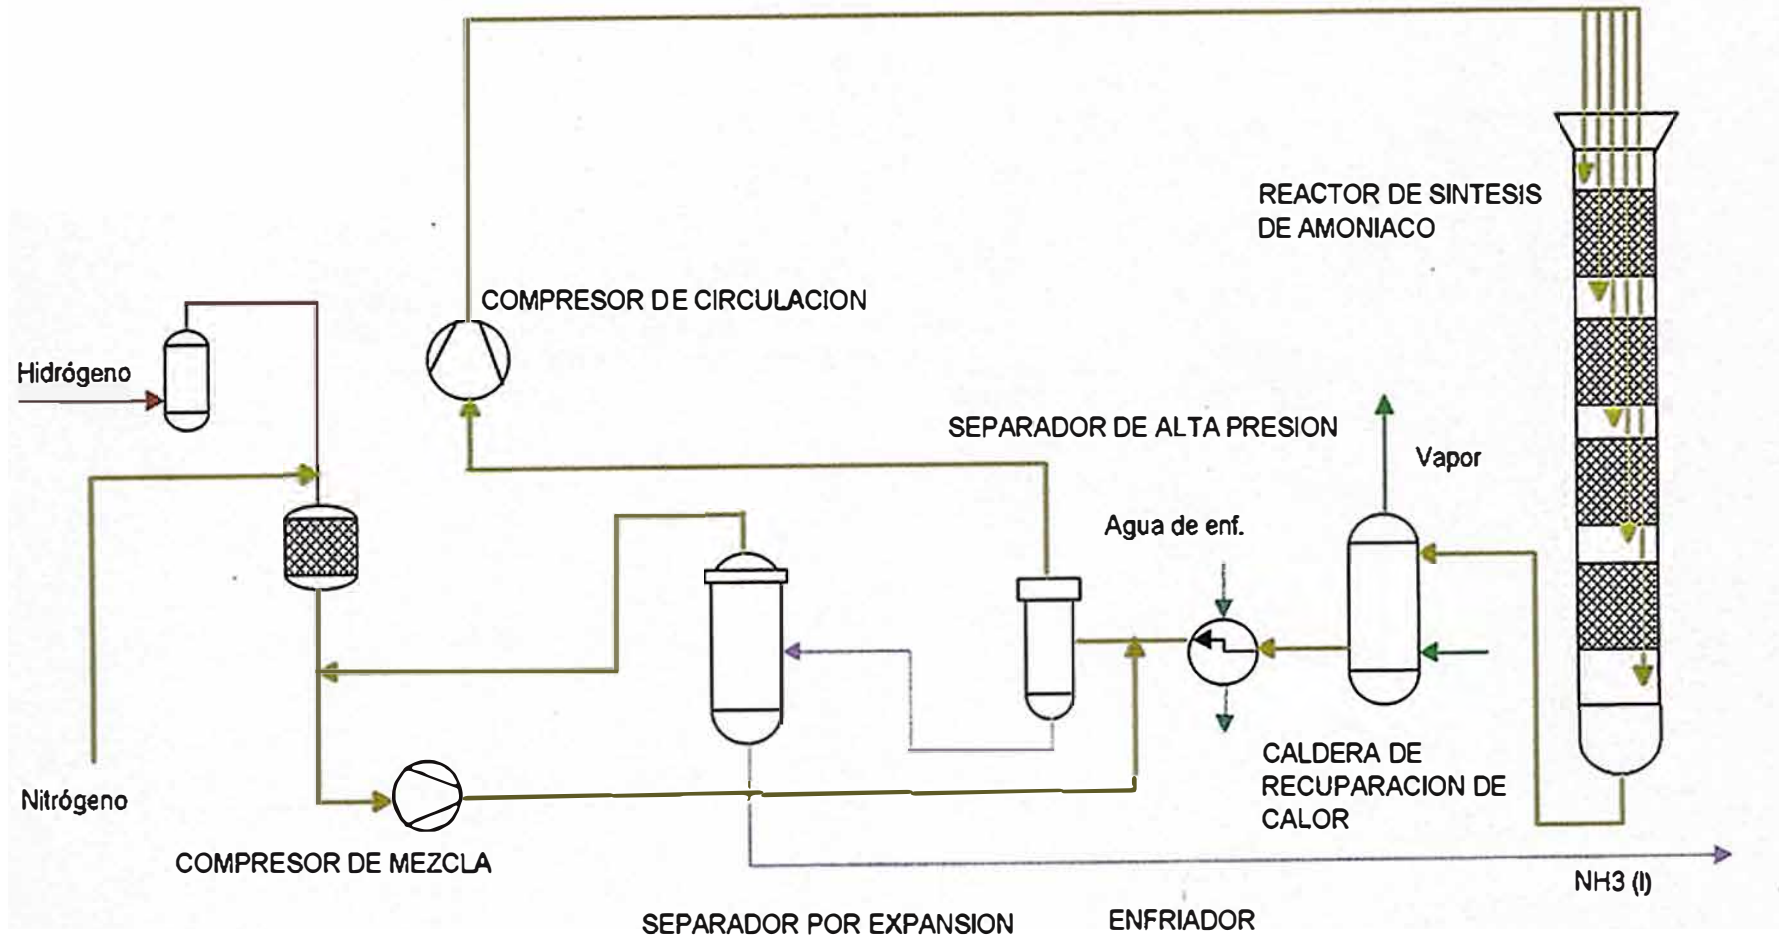 REACTOR DE SINTESIS
DE AMONIACO
COMPRESOR DE CIRCULACION
Hidrógeno
SEPARADOR DE ALTA PRESION
Vapor
Agua de enf.
CALDERA DE
RECUPARACION DE
CALOR
Nitrógeno
COMPRESOR DE MEZCLA
NH3 (l)
SEPARADOR POR EXPANSION
ENFRIADOR